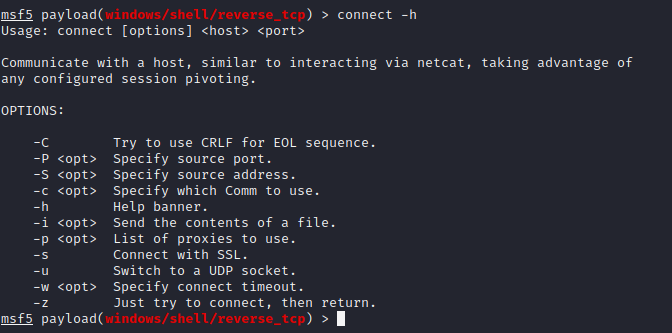 msf5 payload(windows/shell/reverse_tcp) > connect -h
Usage: connect [options] <host> <port>
Communicate with a host, similar to interacting via netcat, taking advantage of
any configured session pivoting.
OPTIONS:
-C        Try to use CRLF for EOL sequence.
-P <opt>  Specify source port.
-S <opt>  Specify source address.
-c <opt>  Specify which Comm to use.
-h        Help banner.
-i <opt>  Send the contents of a file.
-p <opt>  List of proxies to use.
-s        Connect with SSL.
-u        Switch to a UDP socket.
-w <opt>  Specify connect timeout.
-z        Just try to connect, then return.
msf5 payload(windows/shell/reverse_tcp) >